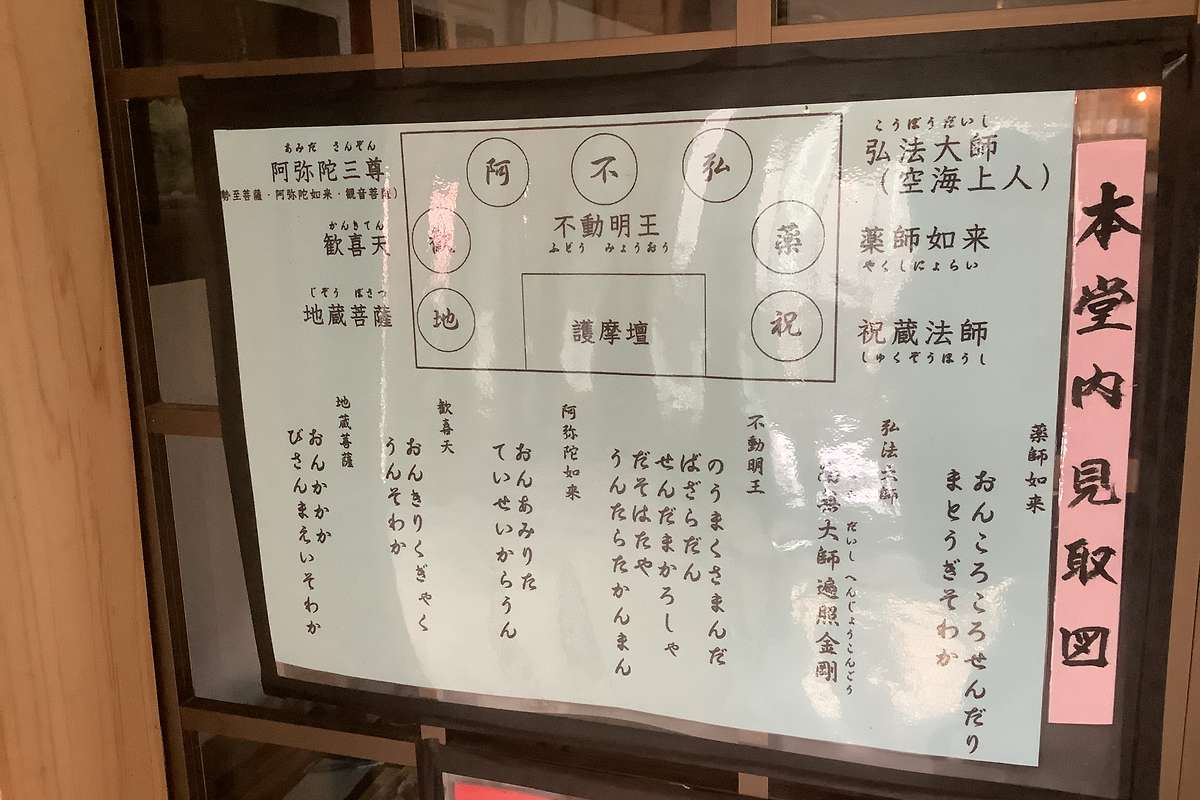 本堂内見取図
こうぼうだいし
弘法大師
(空海上人)
薬師如来
やくしにょらい
祝蔵法師
しゅくぞうほうし
弘
不
阿
薬
歓
祝
地
不動明王
ふどう みょうおう
護摩壇
あみだ さんぞん
阿弥陀三尊
勢至菩薩・阿弥陀如来・観音菩薩)
かんきてん
歓喜天
じぞう ぼさつ
地蔵菩薩
薬師如来
おんころころせんだり
まとうぎそわか
弘法大師
大師遍照金剛
だいし へんじょうこんごう
不動明王
のうまくさまんだ
ばざらだん
せんだまかろしゃ
だそはたや
うんたらたかんまん
阿弥陀如来
おんあみりた
ていせいからうん
歓喜天
おんきりくぎゃく
うんそわか
地蔵菩薩
おんかかか
びさんまえいそわか